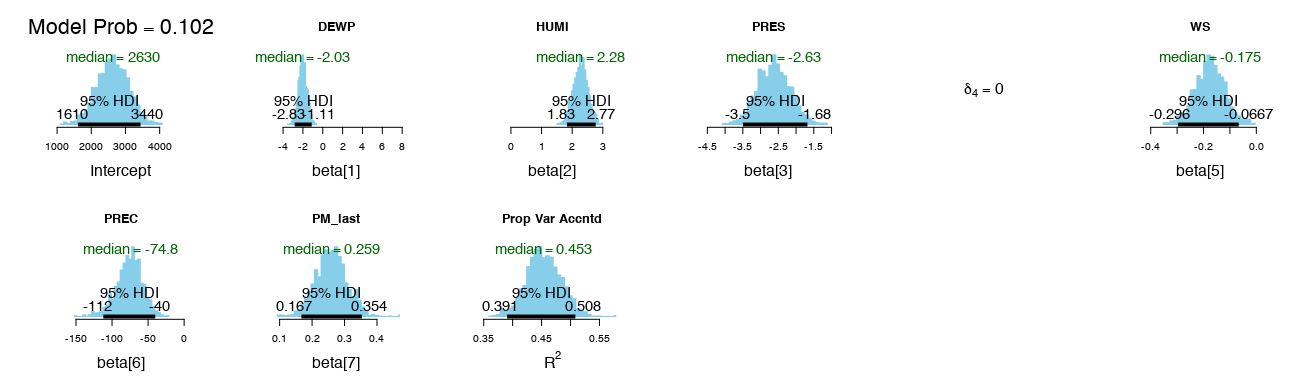 Model Prob = 0.102
DEWP
HUMI
PRES
WS
median = 2630
median = -2.03
median = 2.28
median = -2.63
δ4 = 0
median = -0.175
95% HDI
95% HDI
95% HDI
95% HDI
95% HDI
1610 3440
-2.83 -1.11
1.83 2.77
-3.5 -1.68
-0.296 -0.0667
1000 2000 3000 4000
-4 -2 0 2 4 6 8
0 1 2 3
-4.5 -3.5 -2.5 -1.5
-0.4 -0.2 0.0
Intercept
beta[1]
beta[2]
beta[3]
beta[5]
PREC
PM_last
Prop Var Accntd
median = -74.8
median = 0.259
median = 0.453
95% HDI
95% HDI
95% HDI
-112 -40
0.167 0.354
0.391 0.508
-150 -100 -50 0
0.1 0.2 0.3 0.4
0.35 0.45 0.55
beta[6]
beta[7]
R2